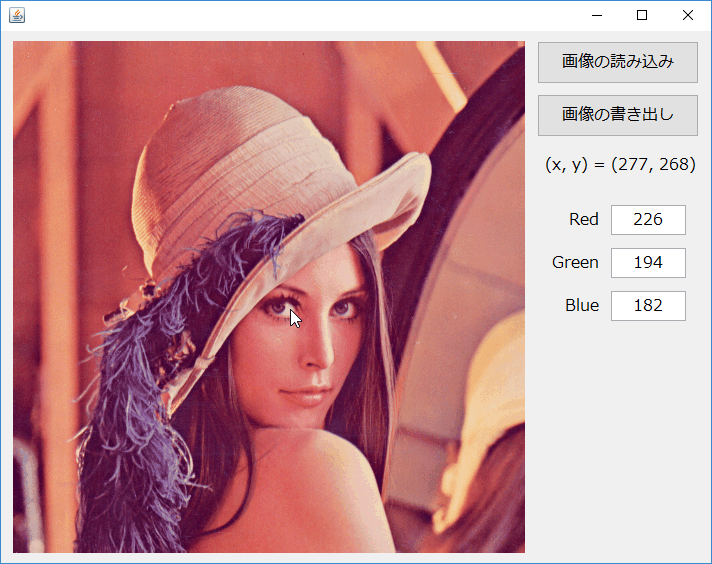 画像の読み込み
画像の書き出し
(x, y) = (277, 268)
Red 226
Green 194
Blue 182